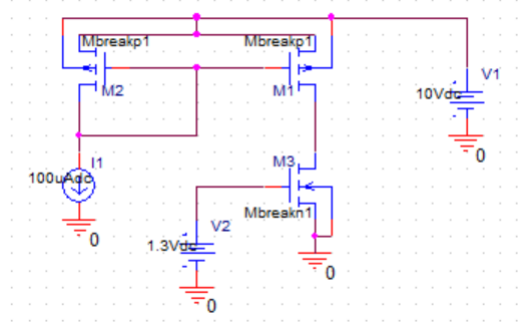 Mbreakp1
Mbreakp1
M2
M1
V1
10Vdc
0
I1
100uAdc
0
M3
Mbreakn1
V2
1.3Vdc
0
0